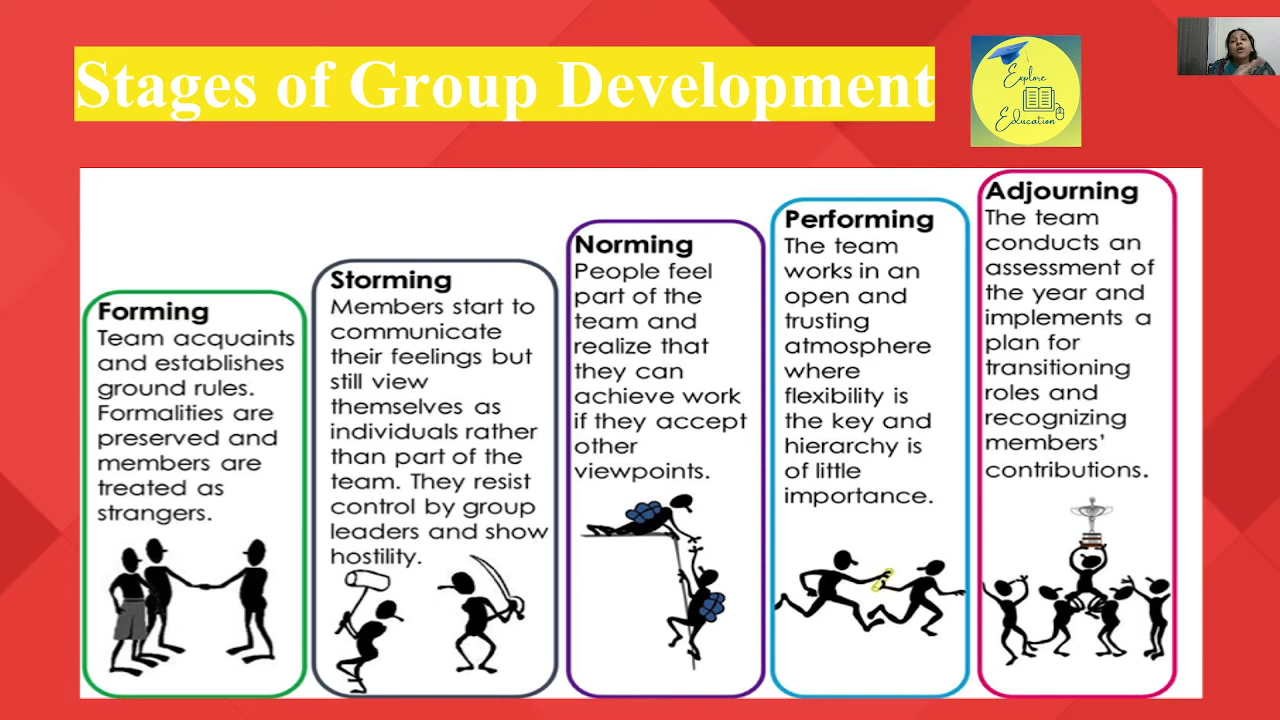 Stages of Group Development
Explore
Education
Forming
Team acquaints
and establishes
ground rules.
Formalities are
preserved and
members are
treated as
strangers.
Storming
Members start to
communicate
their feelings but
still view
themselves as
individuals rather
than part of the
team. They resist
control by group
leaders and show
hostility.
Norming
People feel
part of the
team and
realize that
they can
achieve work
if they accept
other
viewpoints.
Performing
The team
works in an
open and
trusting
atmosphere
where
flexibility is
the key and
hierarchy is
of little
importance.
Adjourning
The team
conducts an
assessment of
the year and
implements a
plan for
transitioning
roles and
recognizing
members’
contributions.